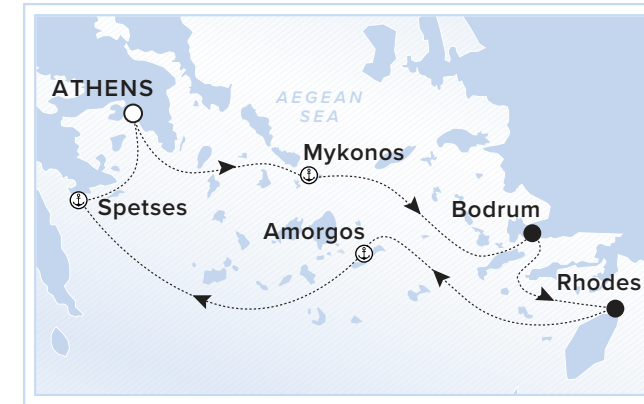 ATHENS
AEGEAN
SEA
Mykonos
Spetses
Bodrum
Amorgos
Rhodes